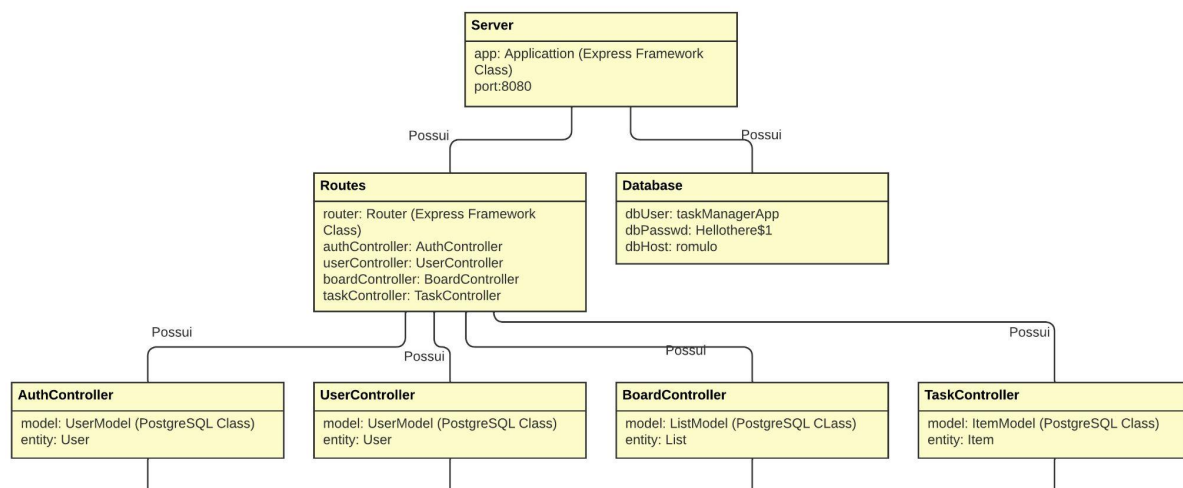 Server
app: Applicattion (Express Framework
Class)
port:8080
Possui
Possui
Routes
router: Router (Express Framework
Class)
authController: AuthController
userController: UserController
boardController: BoardController
taskController: TaskController
Database
dbUser: taskManagerApp
dbPasswd: Hellothere$1
dbHost: romulo
Possui
Possui
Possui
Possui
AuthController
model: UserModel (PostgreSQL Class)
entity: User
UserController
model: UserModel (PostgreSQL Class)
entity: User
BoardController
model: ListModel (PostgreSQL CLass)
entity: List
TaskController
model: ItemModel (PostgreSQL Class)
entity: Item